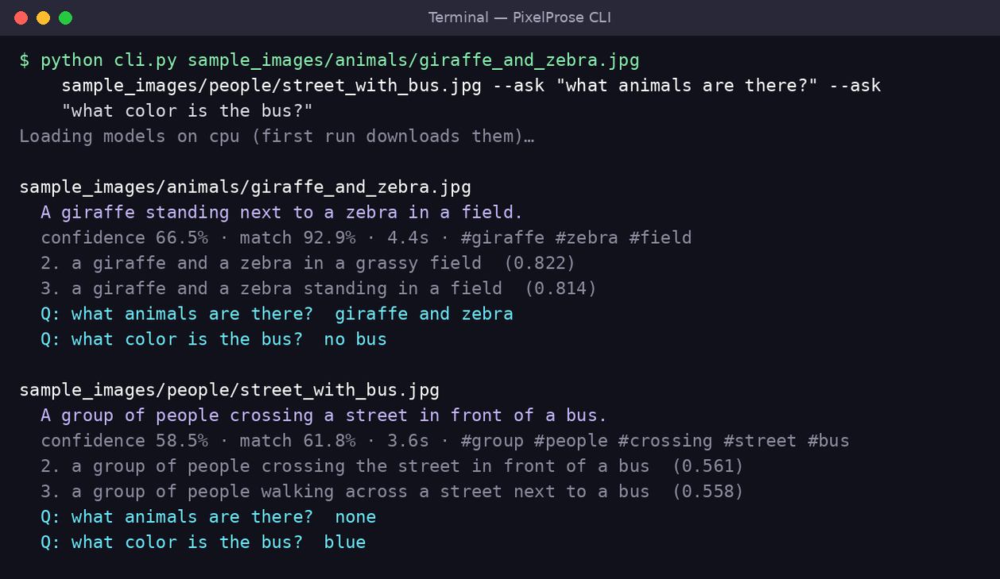 Terminal — PixelProse CLI
$ python cli.py sample_images/animals/giraffe_and_zebra.jpg
sample_images/people/street_with_bus.jpg --ask "what animals are there?" --ask
"what color is the bus?"
Loading models on cpu (first run downloads them)…
sample_images/animals/giraffe_and_zebra.jpg
A giraffe standing next to a zebra in a field.
confidence 66.5% · match 92.9% · 4.4s · #giraffe #zebra #field
2. a giraffe and a zebra in a grassy field  (0.822)
3. a giraffe and a zebra standing in a field  (0.814)
Q: what animals are there?  giraffe and zebra
Q: what color is the bus?  no bus
sample_images/people/street_with_bus.jpg
A group of people crossing a street in front of a bus.
confidence 58.5% · match 61.8% · 3.6s · #group #people #crossing #street #bus
2. a group of people crossing the street in front of a bus  (0.561)
3. a group of people walking across a street next to a bus  (0.558)
Q: what animals are there?  none
Q: what color is the bus?  blue